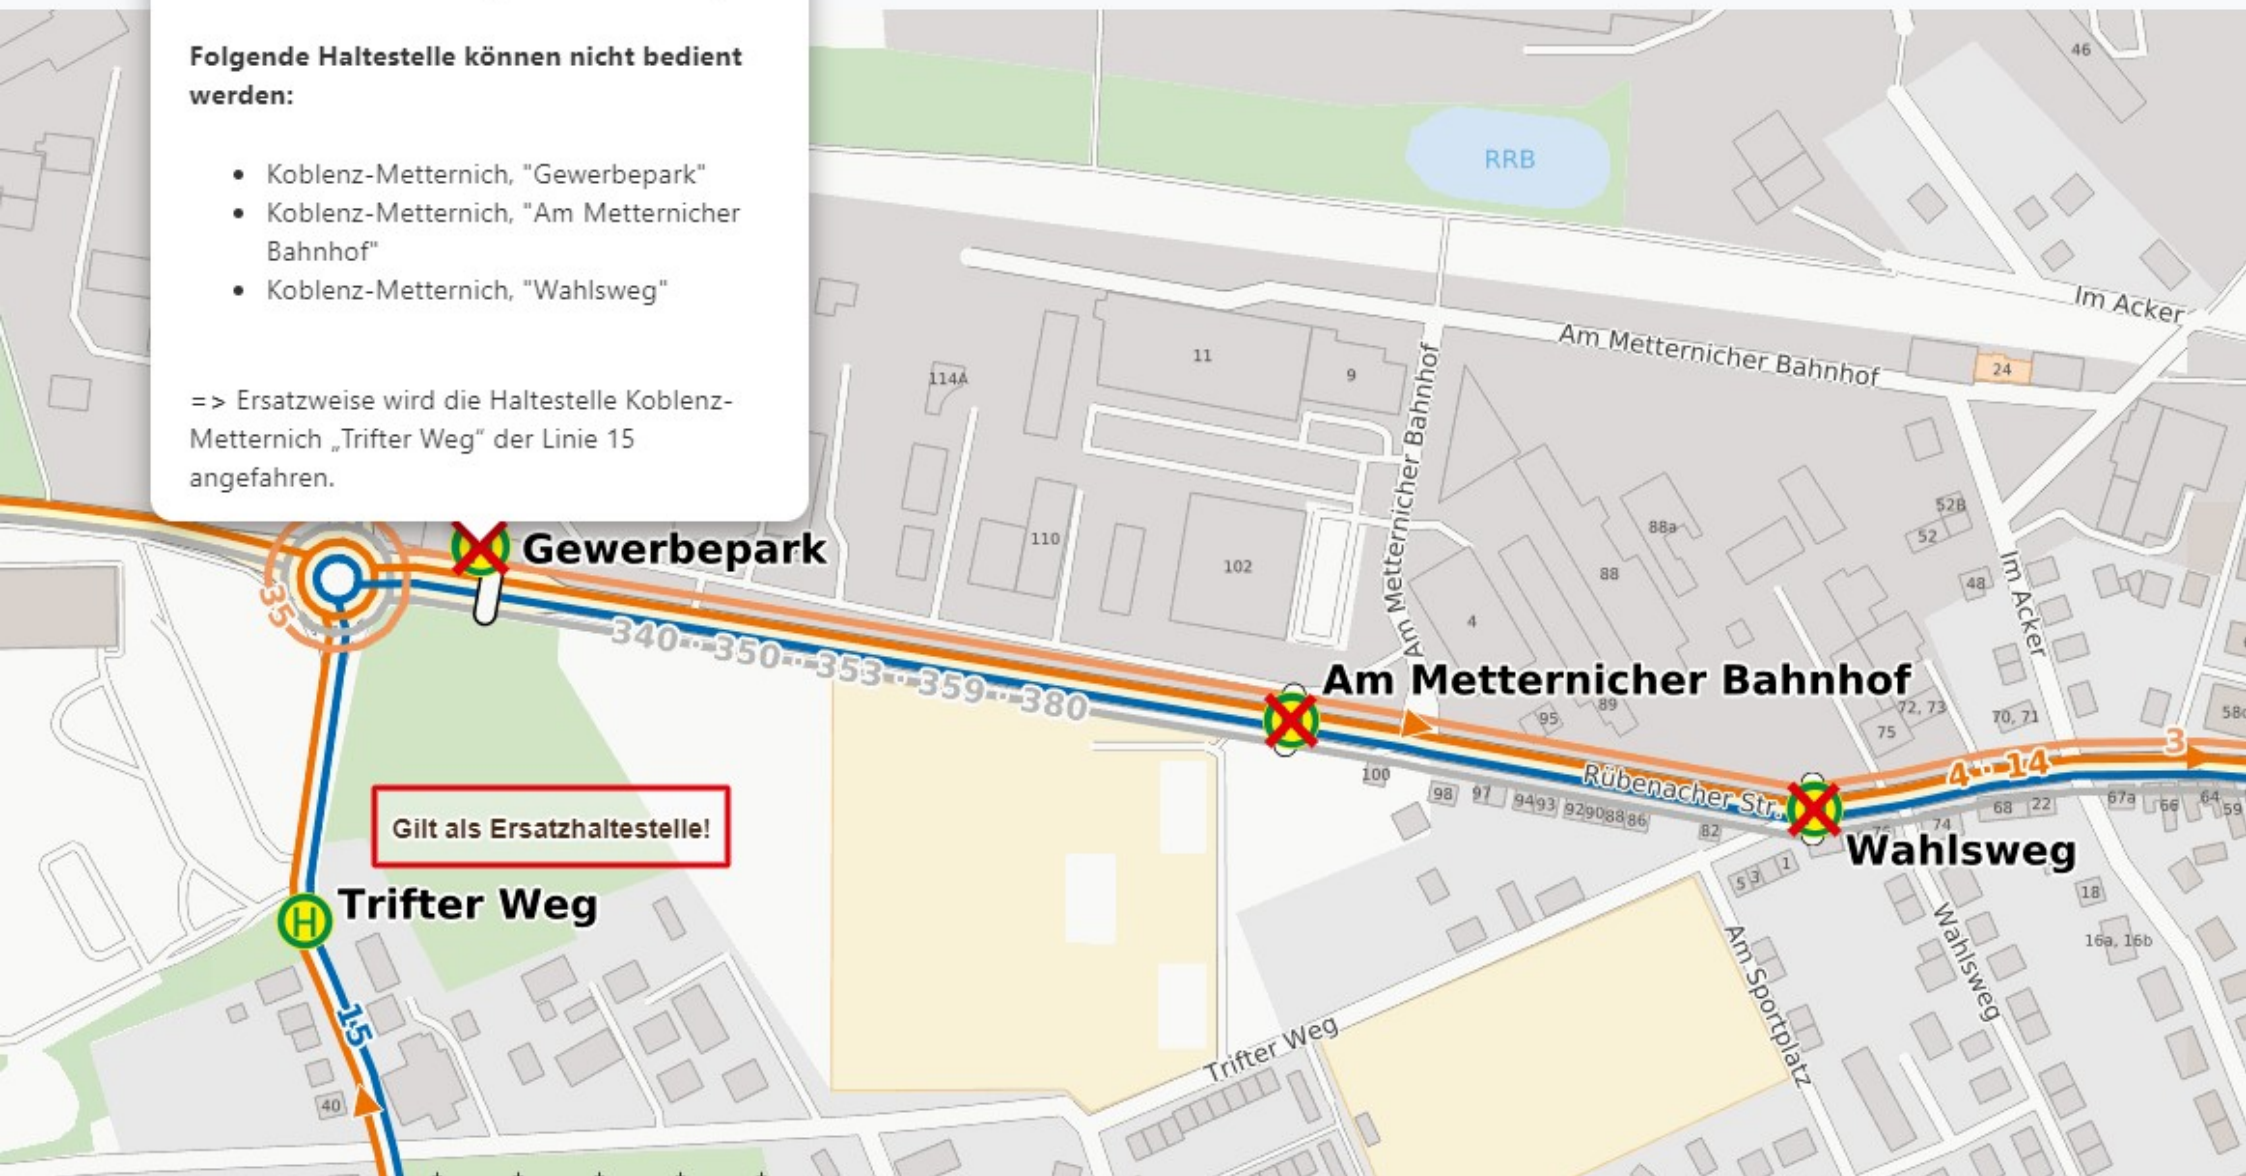 Folgende Haltestelle können nicht bedient
werden:
Koblenz-Metternich, "Gewerbepark"
Koblenz-Metternich, "Am Metternicher
Bahnhof"
Koblenz-Metternich, "Wahlsweg"
=> Ersatzweise wird die Haltestelle Koblenz-
Metternich „Trifter Weg“ der Linie 15
angefahren.
46
RRB
Im Acker
Am Metternicher Bahnhof
24
11
9
114A
Am Metternicher Bahnhof
110
102
4
88
88a
52B
52
48
Im Acker
Gewerbepark
35
340··350··353··359··380
Am Metternicher Bahnhof
95
89
72, 73
75
70, 71
3
4··14
Rübenacher Str.
100
98
97
94
93
92
90
88
86
82
76
74
68
22
67a
66
64
59
Wahlsweg
5
3
1
18
16a, 16b
Gilt als Ersatzhaltestelle!
H
Trifter Weg
15
40
Trifter Weg
Am Sportplatz
Wahlsweg